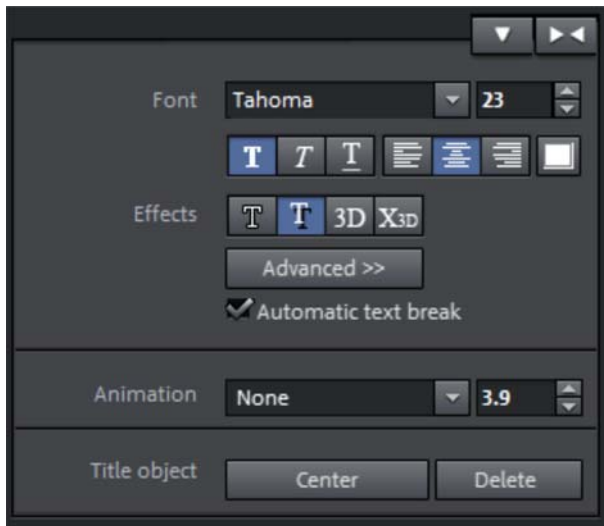 Font Tahoma 23
T T T
Effects T T 3D X3D
Advanced >>
Automatic text break
Animation None 3.9
Title object Center Delete